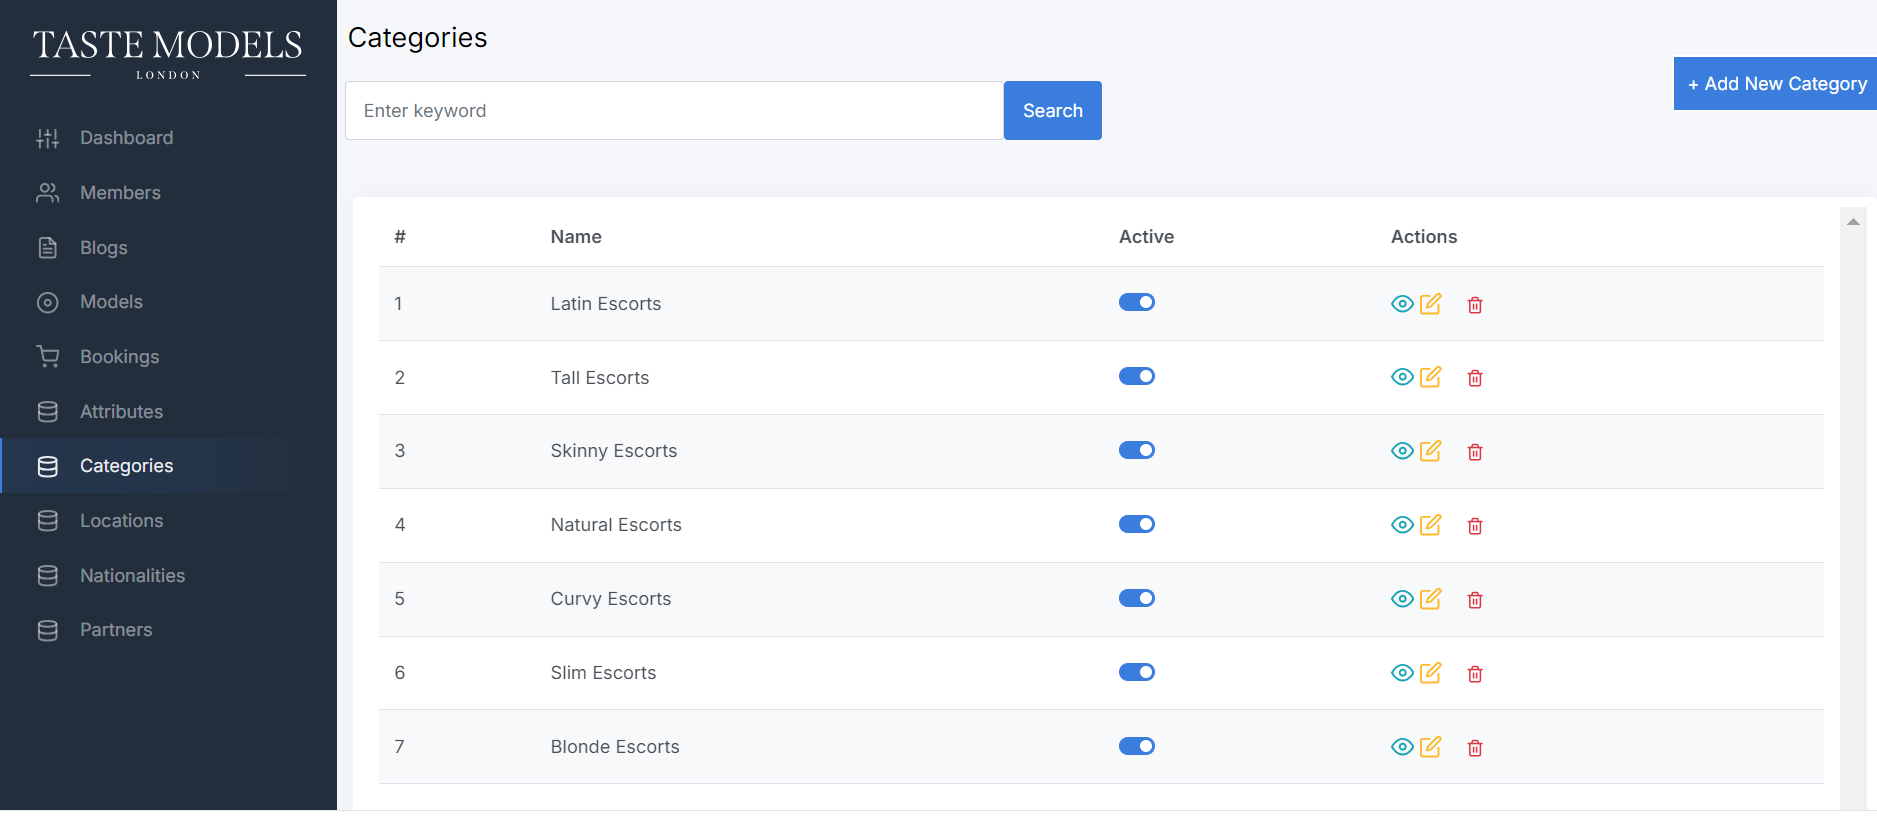 TASTE MODELS
LONDON
Dashboard
Members
Blogs
Models
Bookings
Attributes
Categories
Locations
Nationalities
Partners
Categories
Enter keyword
Search
+ Add New Category
# Name Active Actions
1 Latin Escorts
2 Tall Escorts
3 Skinny Escorts
4 Natural Escorts
5 Curvy Escorts
6 Slim Escorts
7 Blonde Escorts